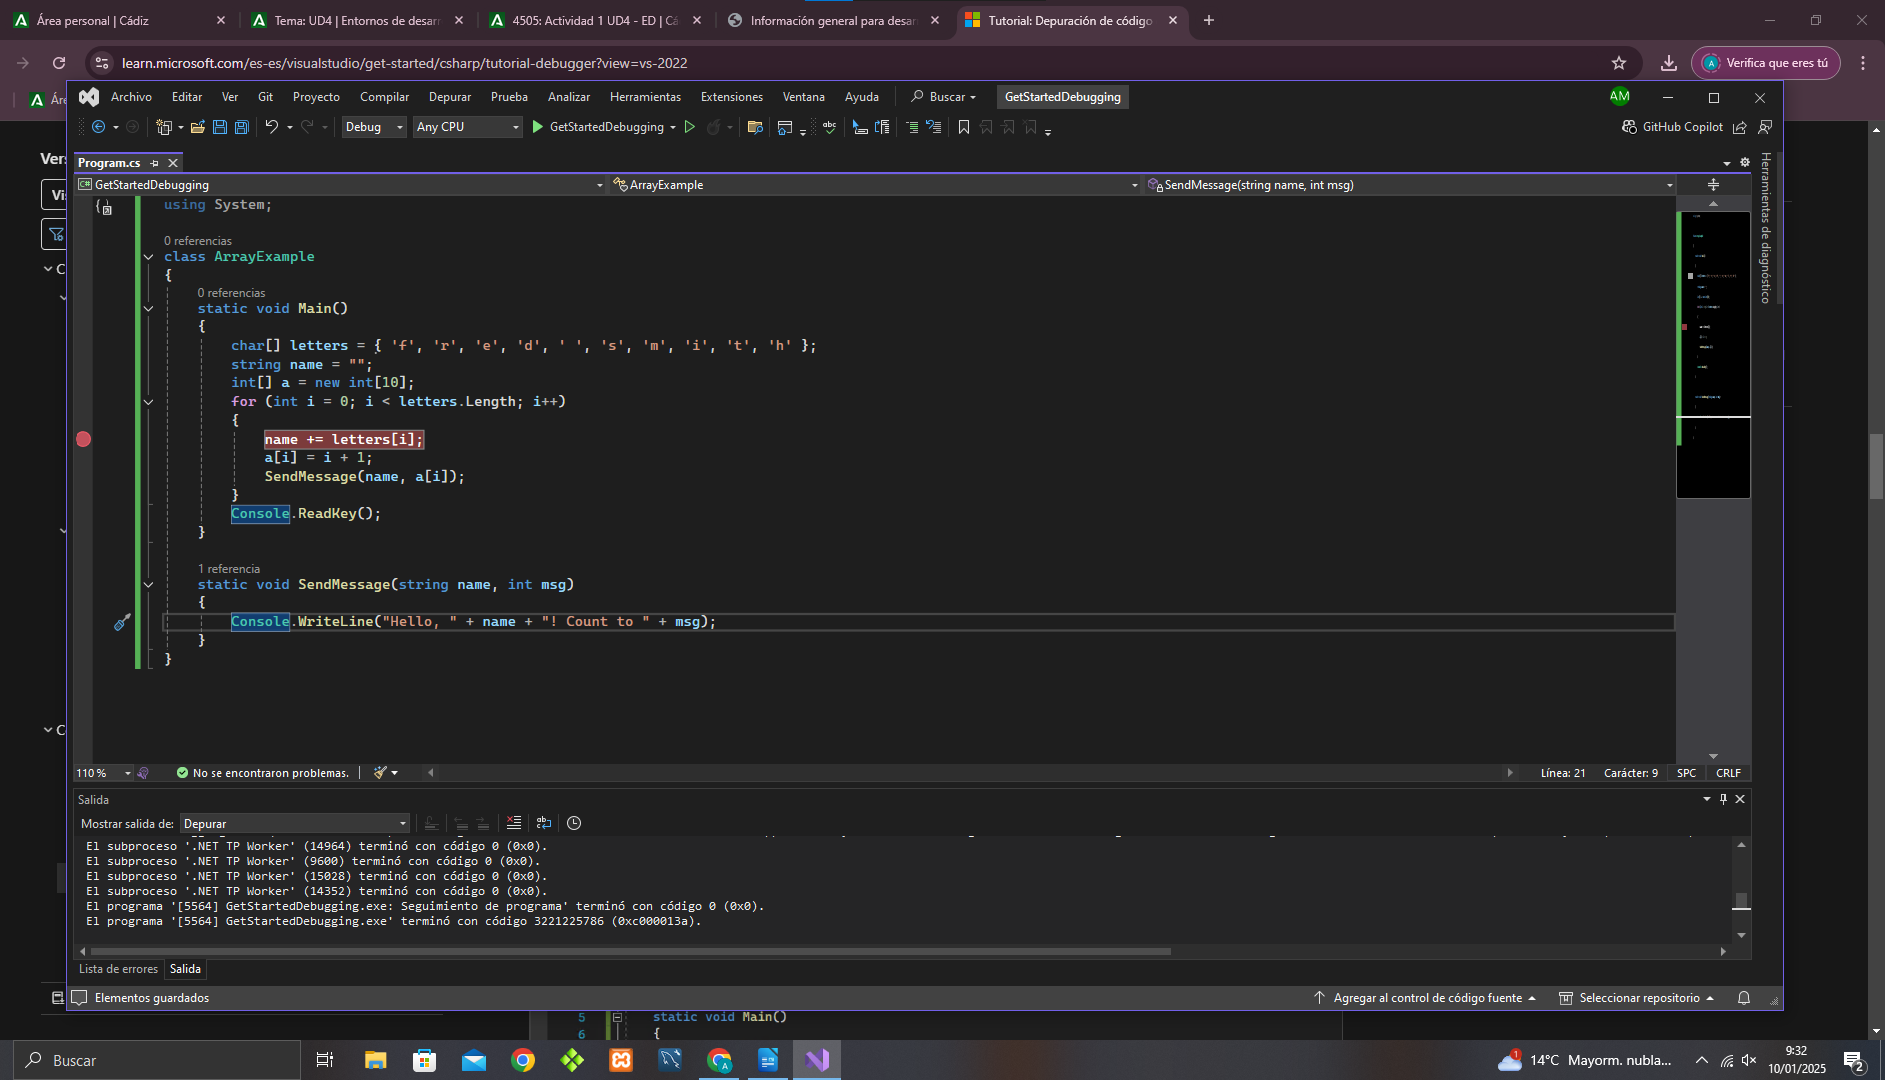 Área personal | Cádiz
Tema: UD4 | Entornos de desarr
4505: Actividad 1 UD4 - ED | Cá
Información general para desar
Tutorial: Depuración de código
learn.microsoft.com/es-es/visualstudio/get-started/csharp/tutorial-debugger?view=vs-2022
Verifica que eres tú
Áre
Archivo Editar Ver Git Proyecto Compilar Depurar Prueba Analizar Herramientas Extensiones Ventana Ayuda Buscar GetStartedDebugging AM
Debug Any CPU GetStartedDebugging GitHub Copilot
Vers
Program.cs
Vi
GetStartedDebugging ArrayExample SendMessage(string name, int msg)
Herramientas de diagnóstico
using System;
0 referencias
class ArrayExample
{
0 referencias
static void Main()
{
char[] letters = { 'f', 'r', 'e', 'd', ' ', 's', 'm', 'i', 't', 'h' };
string name = "";
int[] a = new int[10];
for (int i = 0; i < letters.Length; i++)
{
name += letters[i];
a[i] = i + 1;
SendMessage(name, a[i]);
}
Console.ReadKey();
}
1 referencia
static void SendMessage(string name, int msg)
{
Console.WriteLine("Hello, " + name + "! Count to " + msg);
}
}
110 % No se encontraron problemas. Línea: 21 Carácter: 9 SPC CRLF
Salida
Mostrar salida de: Depurar
El subproceso '.NET TP Worker' (14964) terminó con código 0 (0x0).
El subproceso '.NET TP Worker' (9600) terminó con código 0 (0x0).
El subproceso '.NET TP Worker' (15028) terminó con código 0 (0x0).
El subproceso '.NET TP Worker' (14352) terminó con código 0 (0x0).
El programa '[5564] GetStartedDebugging.exe: Seguimiento de programa' terminó con código 0 (0x0).
El programa '[5564] GetStartedDebugging.exe' terminó con código 3221225786 (0xc000013a).
Lista de errores Salida
Elementos guardados Agregar al control de código fuente Seleccionar repositorio
5 static void Main()
6 {
Buscar
14°C Mayorm. nubla...
9:32
10/01/2025